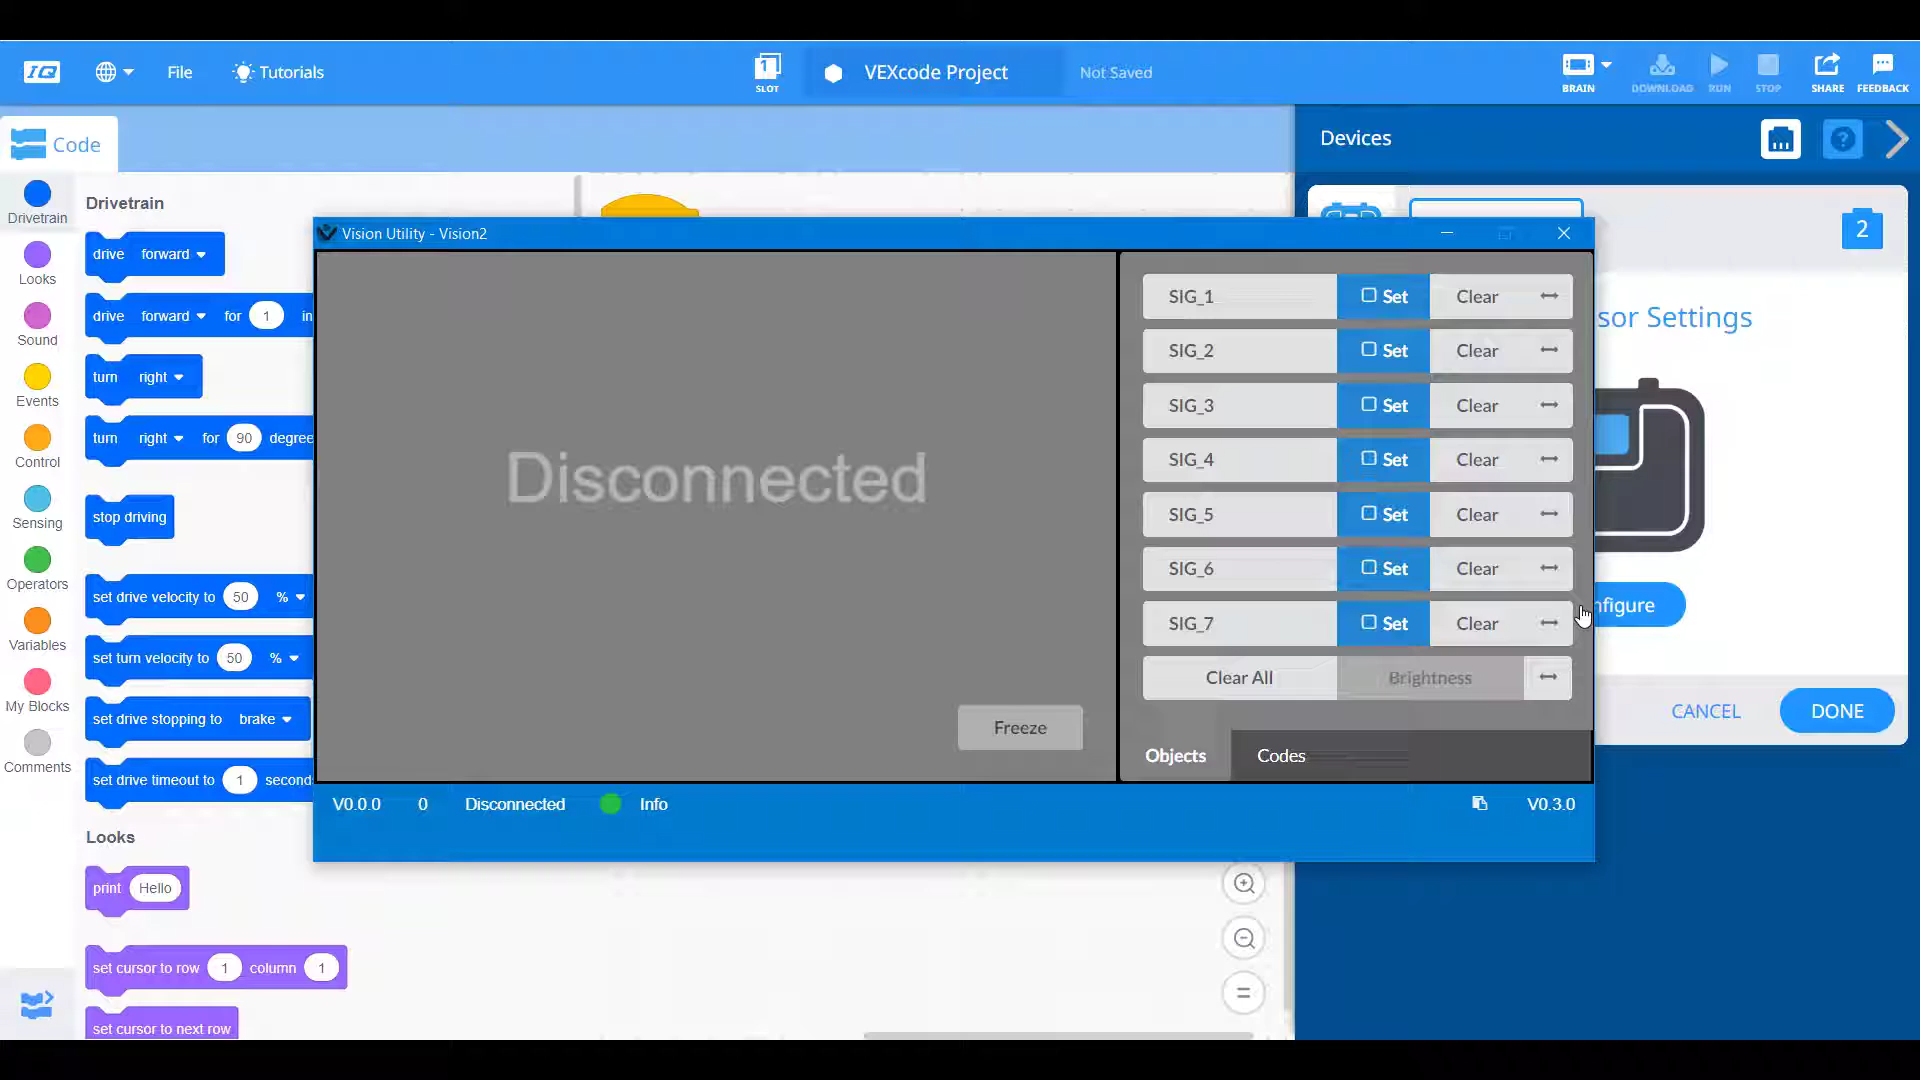 IQ
File
Tutorials
1
SLOT
VEXcode Project
Not Saved
BRAIN
DOWNLOAD
RUN
STOP
SHARE
FEEDBACK
Code
Devices
?
Drivetrain
Looks
Sound
Events
Control
Sensing
Operators
Variables
My Blocks
Comments
Drivetrain
drive forward
drive forward for 1 in
turn right
turn right for 90 degree
stop driving
set drive velocity to 50 %
set turn velocity to 50 %
set drive stopping to brake
set drive timeout to 1 second
Looks
print Hello
set cursor to row 1 column 1
set cursor to next row
Vision Utility - Vision2
Disconnected
Freeze
SIG_1 Set Clear
SIG_2 Set Clear
SIG_3 Set Clear
SIG_4 Set Clear
SIG_5 Set Clear
SIG_6 Set Clear
SIG_7 Set Clear
Clear All Brightness
Objects Codes
V0.0.0 0 Disconnected Info V0.3.0
2
sor Settings
nfigure
CANCEL DONE